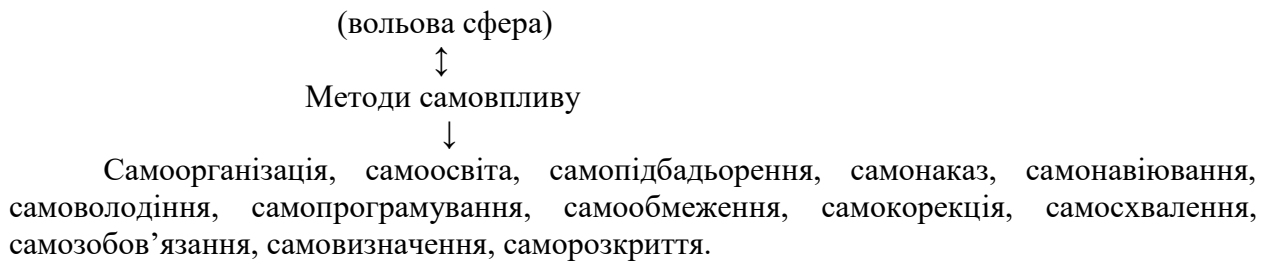 (вольова сфера)
↕
Методи самовпливу
↓
Самоорганізація, самоосвіта, самопідбадьорення, самонаказ, самонавіювання,
самоволодіння, самопрограмування, самообмеження, самокорекція, самосхвалення,
самозобов’язання, самовизначення, саморозкриття.